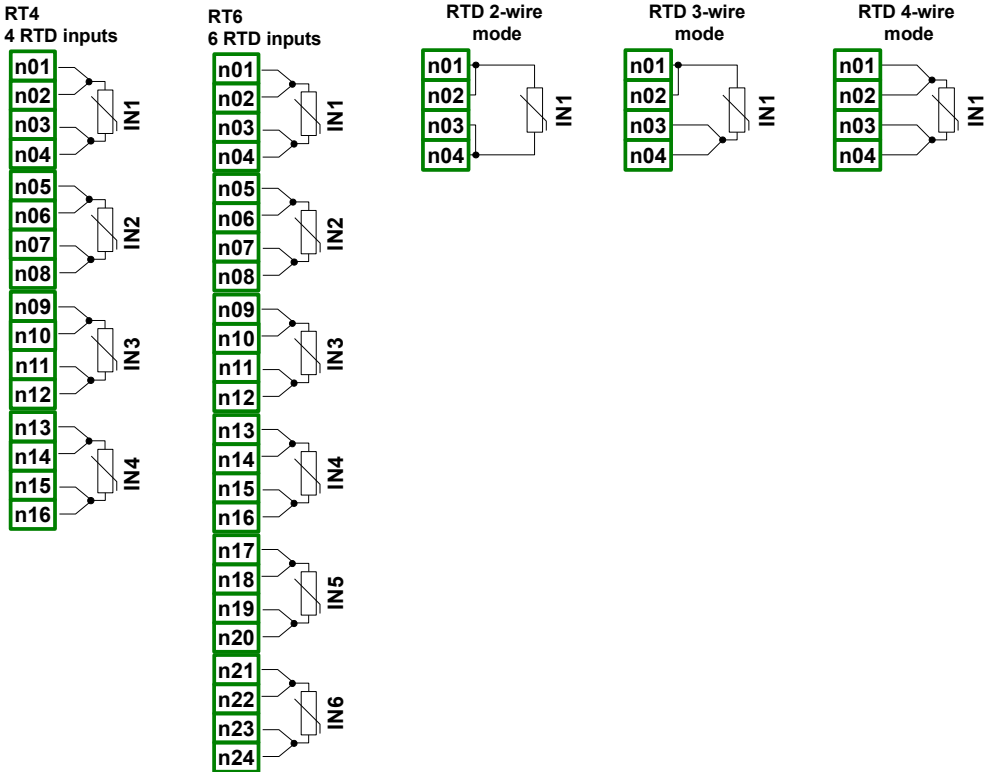 RT4
4 RTD inputs
n01
n02
n03
n04
IN1
n05
n06
n07
n08
IN2
n09
n10
n11
n12
IN3
n13
n14
n15
n16
IN4
RT6
6 RTD inputs
n01
n02
n03
n04
IN1
n05
n06
n07
n08
IN2
n09
n10
n11
n12
IN3
n13
n14
n15
n16
IN4
n17
n18
n19
n20
IN5
n21
n22
n23
n24
IN6
RTD 2-wire
mode
n01
n02
n03
n04
IN1
RTD 3-wire
mode
n01
n02
n03
n04
IN1
RTD 4-wire
mode
n01
n02
n03
n04
IN1